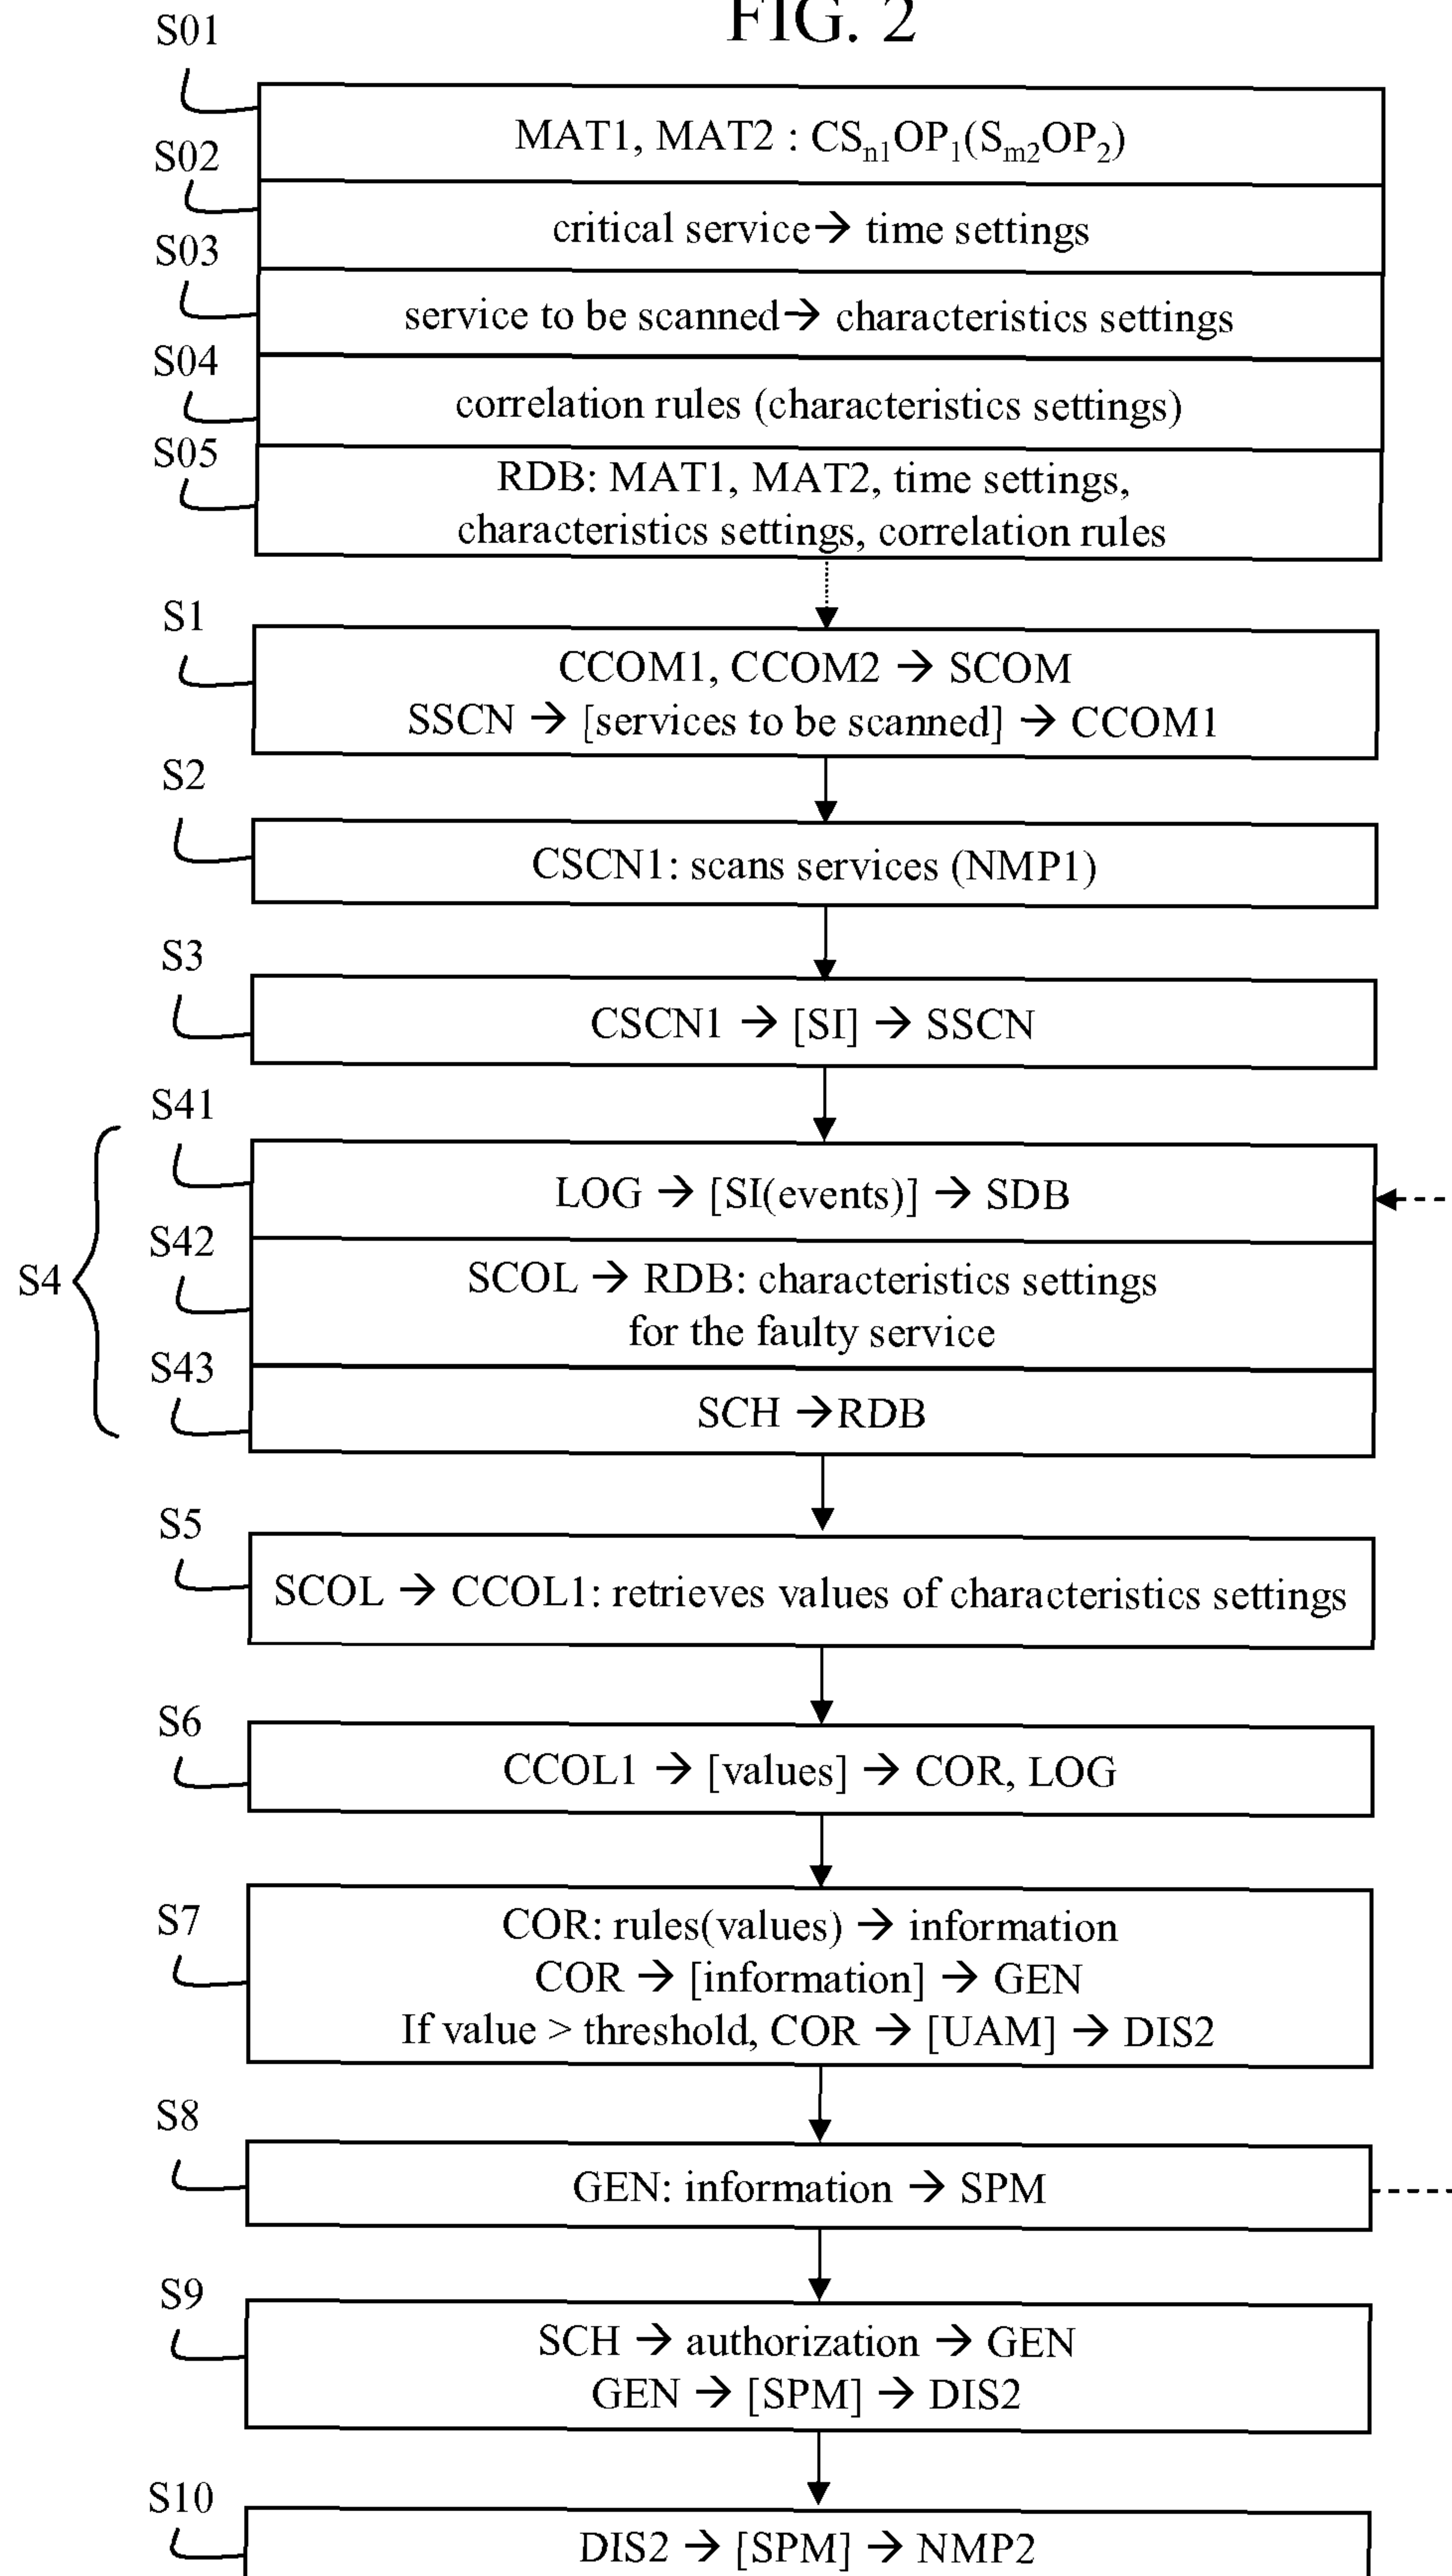 FIG. 2
S01
MAT1, MAT2 : CSn1OP1(Sm2OP2)
S02
critical service→ time settings
S03
service to be scanned→ characteristics settings
S04
correlation rules (characteristics settings)
S05
RDB: MAT1, MAT2, time settings,
characteristics settings, correlation rules
S1
CCOM1, CCOM2 → SCOM
SSCN → [services to be scanned] → CCOM1
S2
CSCN1: scans services (NMP1)
S3
CSCN1 → [SI] → SSCN
S4
S41
LOG → [SI(events)] → SDB
S42
SCOL → RDB: characteristics settings
for the faulty service
S43
SCH →RDB
S5
SCOL → CCOL1: retrieves values of characteristics settings
S6
CCOL1 → [values] → COR, LOG
S7
COR: rules(values) → information
COR → [information] → GEN
If value > threshold, COR → [UAM] → DIS2
S8
GEN: information → SPM
S9
SCH → authorization → GEN
GEN → [SPM] → DIS2
S10
DIS2 → [SPM] → NMP2